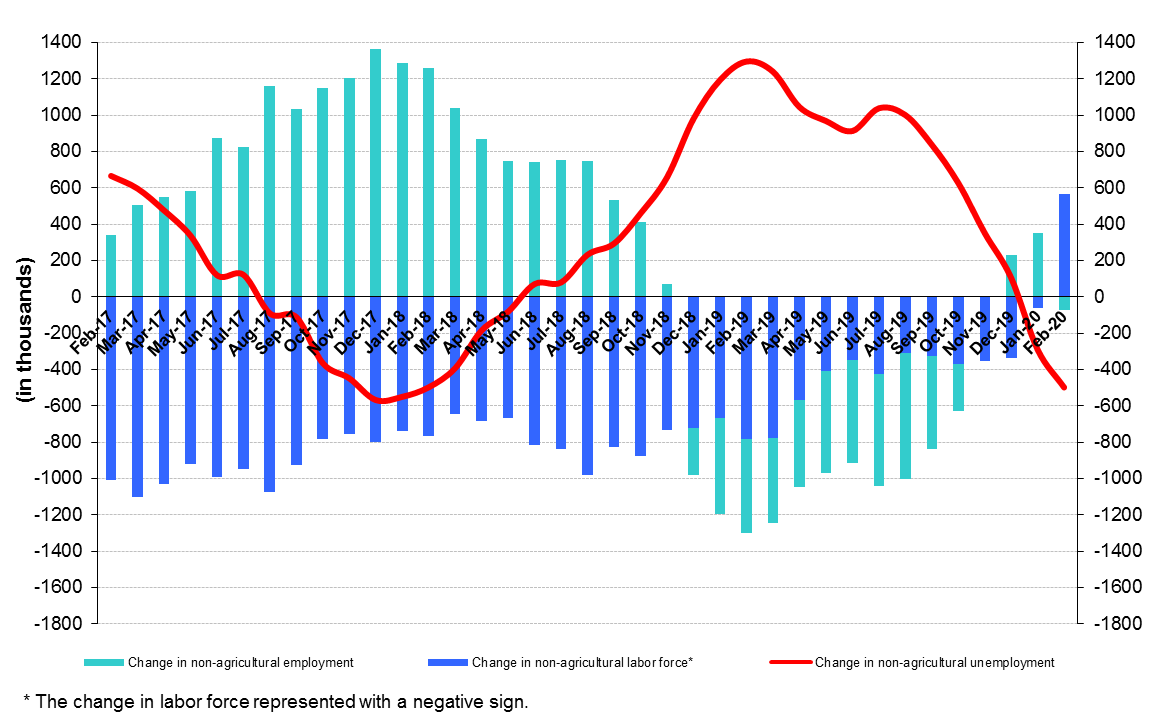 1400
1200
1000
800
600
400
200
0
-200
-400
-600
-800
-1000
-1200
-1400
-1600
-1800
(in thousands)
1400
1200
1000
800
600
400
200
0
-200
-400
-600
-800
-1000
-1200
-1400
-1600
-1800
Feb-17
Mar-17
Apr-17
May-17
Jun-17
Jul-17
Aug-17
Sep-17
Oct-17
Nov-17
Dec-17
Jan-18
Feb-18
Mar-18
Apr-18
May-18
Jun-18
Jul-18
Aug-18
Sep-18
Oct-18
Nov-18
Dec-18
Jan-19
Feb-19
Mar-19
Apr-19
May-19
Jun-19
Jul-19
Aug-19
Sep-19
Oct-19
Nov-19
Dec-19
Jan-20
Feb-20
Change in non-agricultural employment
Change in non-agricultural labor force*
Change in non-agricultural unemployment
* The change in labor force represented with a negative sign.